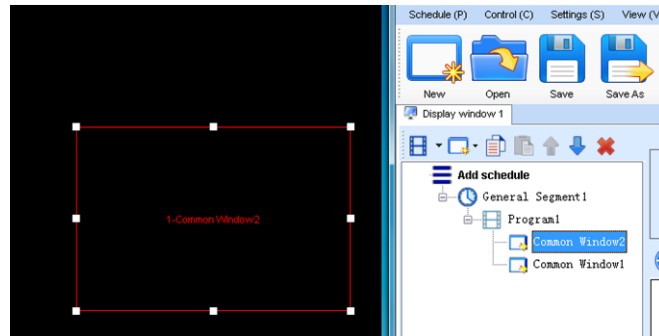 Schedule (P) Control (C) Settings (S) View (V
New Open Save Save As
Display window 1
Add schedule
General Segment1
Program1
Common Window2
Common Window1
1-Common Window2